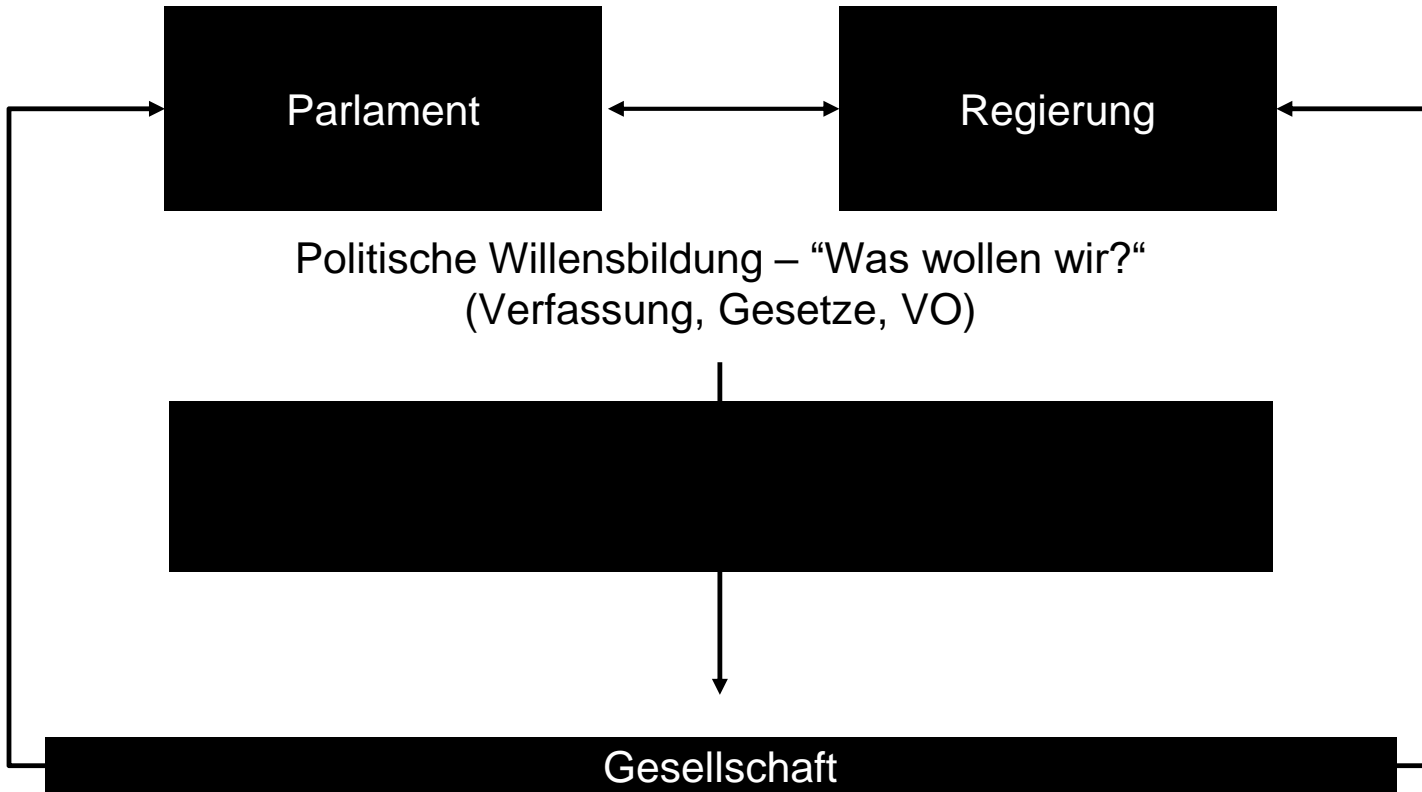 Parlament
Regierung
Politische Willensbildung – “Was wollen wir?“
(Verfassung, Gesetze, VO)
Gesellschaft